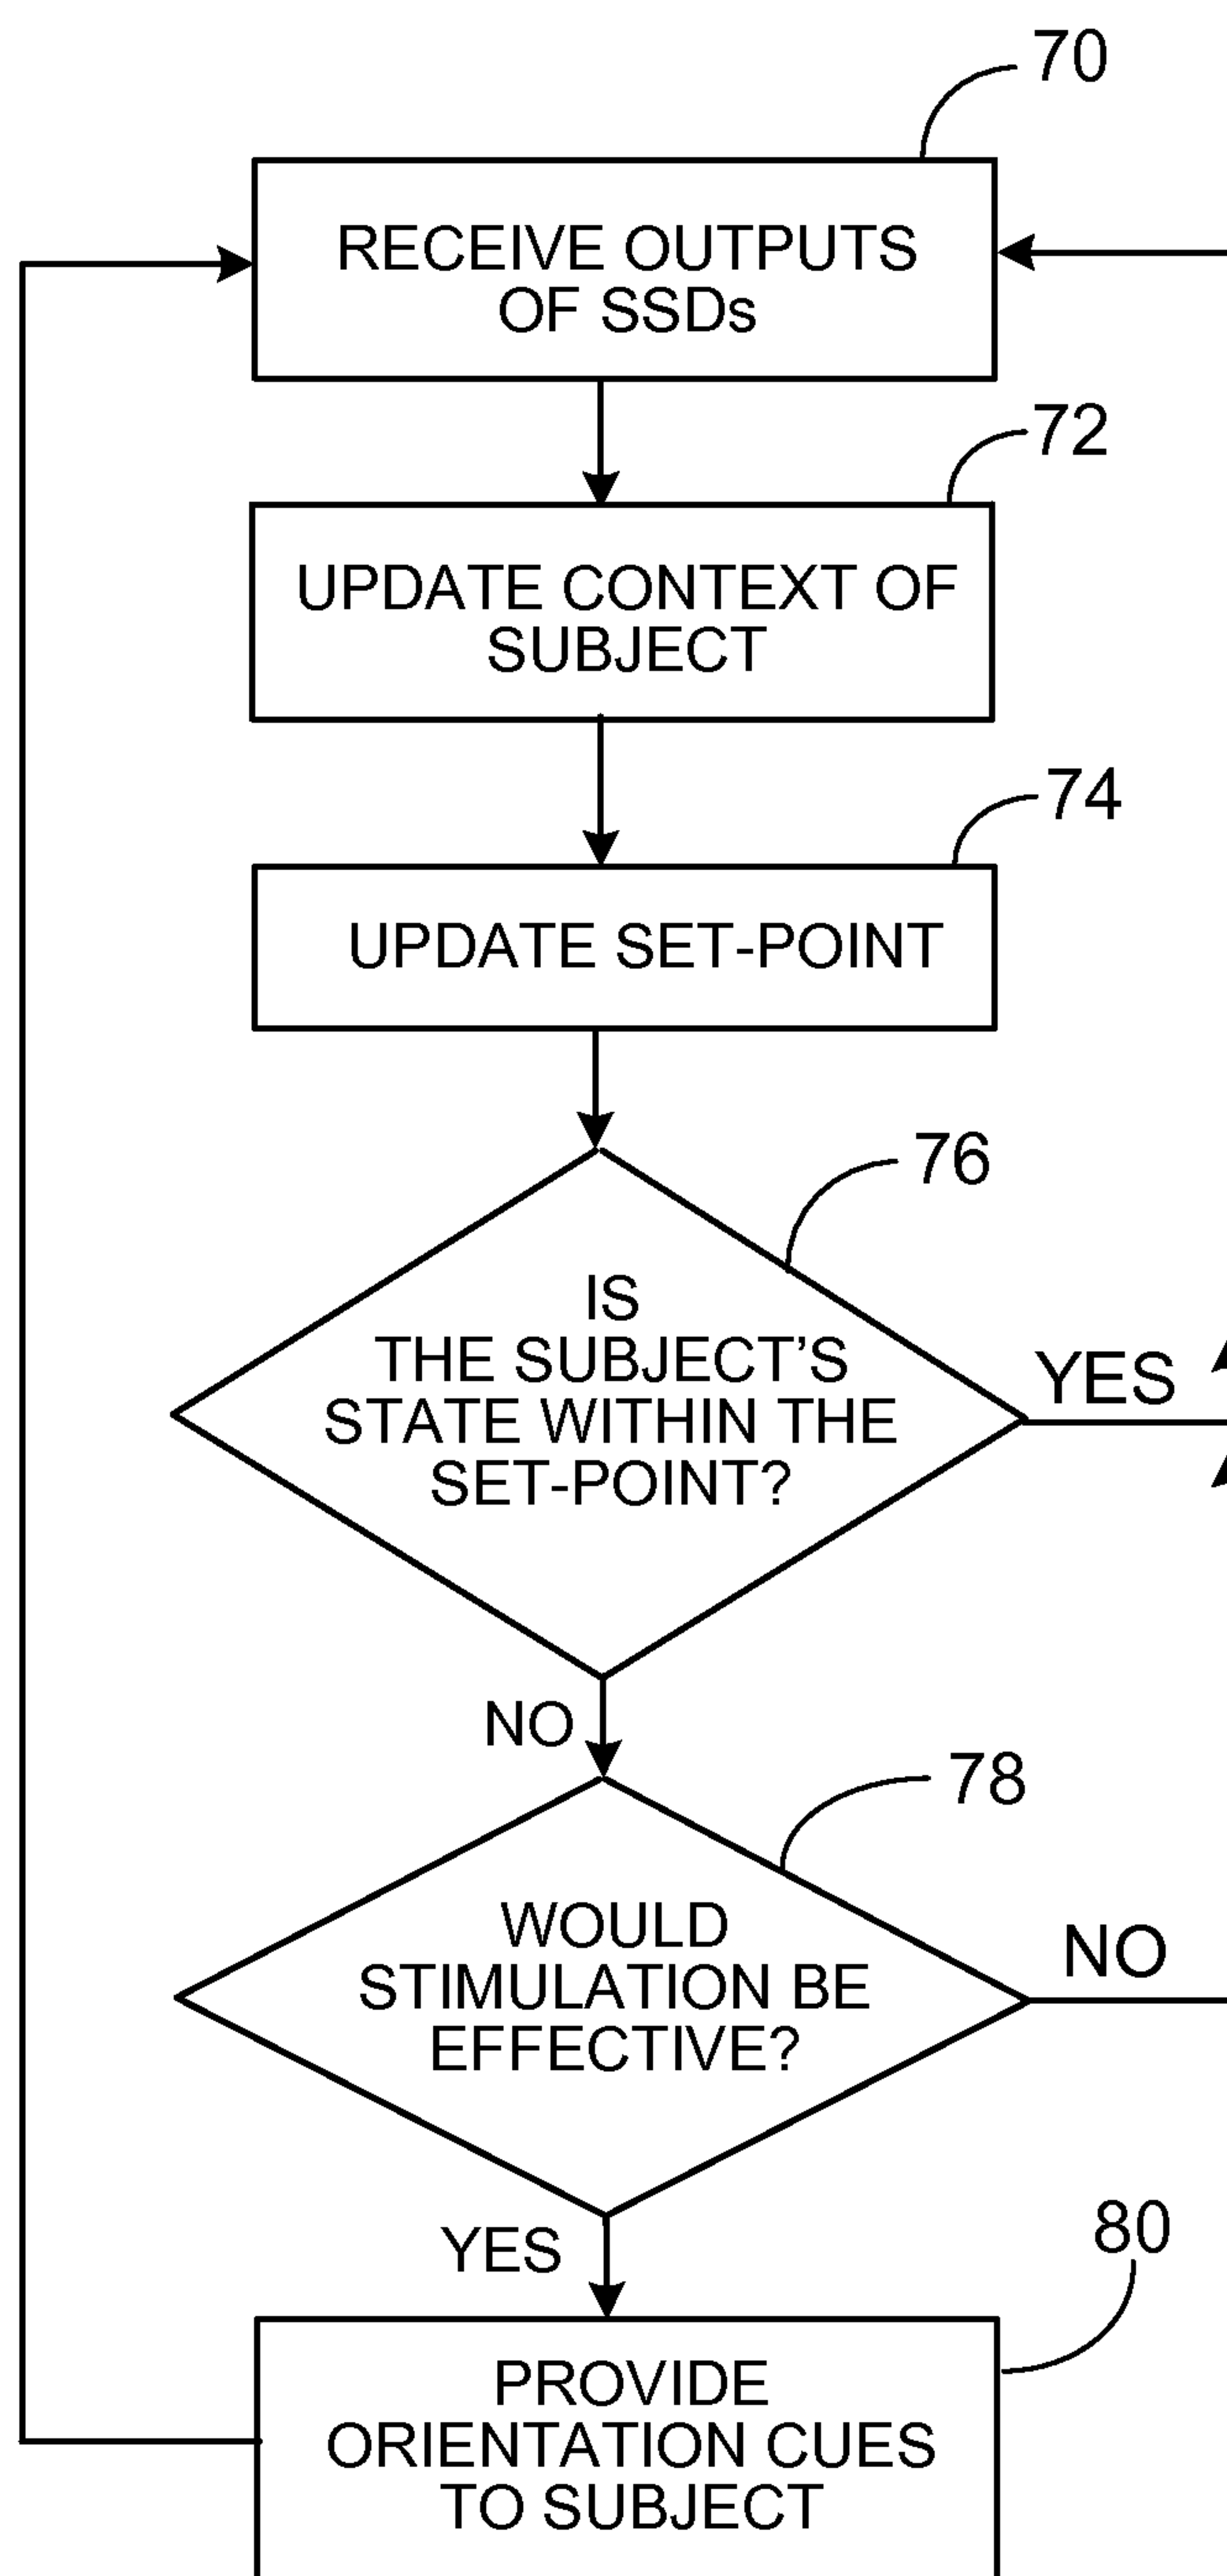 70
RECEIVE OUTPUTS
OF SSDs
72
UPDATE CONTEXT OF
SUBJECT
74
UPDATE SET-POINT
76
IS
THE SUBJECT'S
STATE WITHIN THE
SET-POINT?
YES
NO
78
WOULD
STIMULATION BE
EFFECTIVE?
NO
YES
80
PROVIDE
ORIENTATION CUES
TO SUBJECT